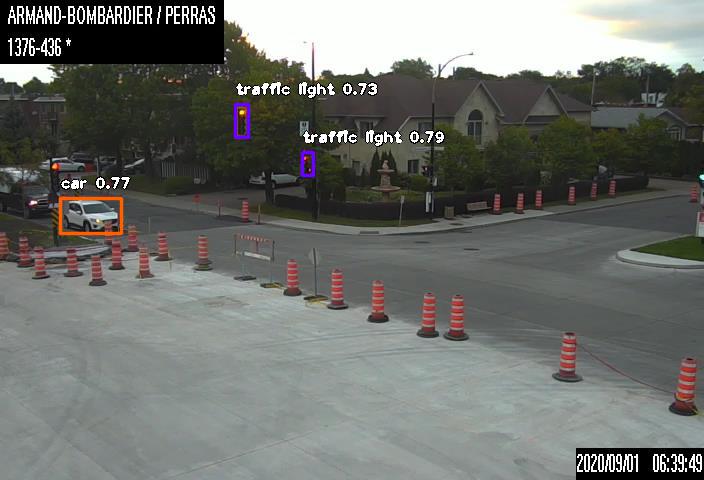 ARMAND-BOMBARDIER / PERRAS
1376-436 *
traffic light 0.73
traffic light 0.79
car 0.77
2020/09/01 06:39:49